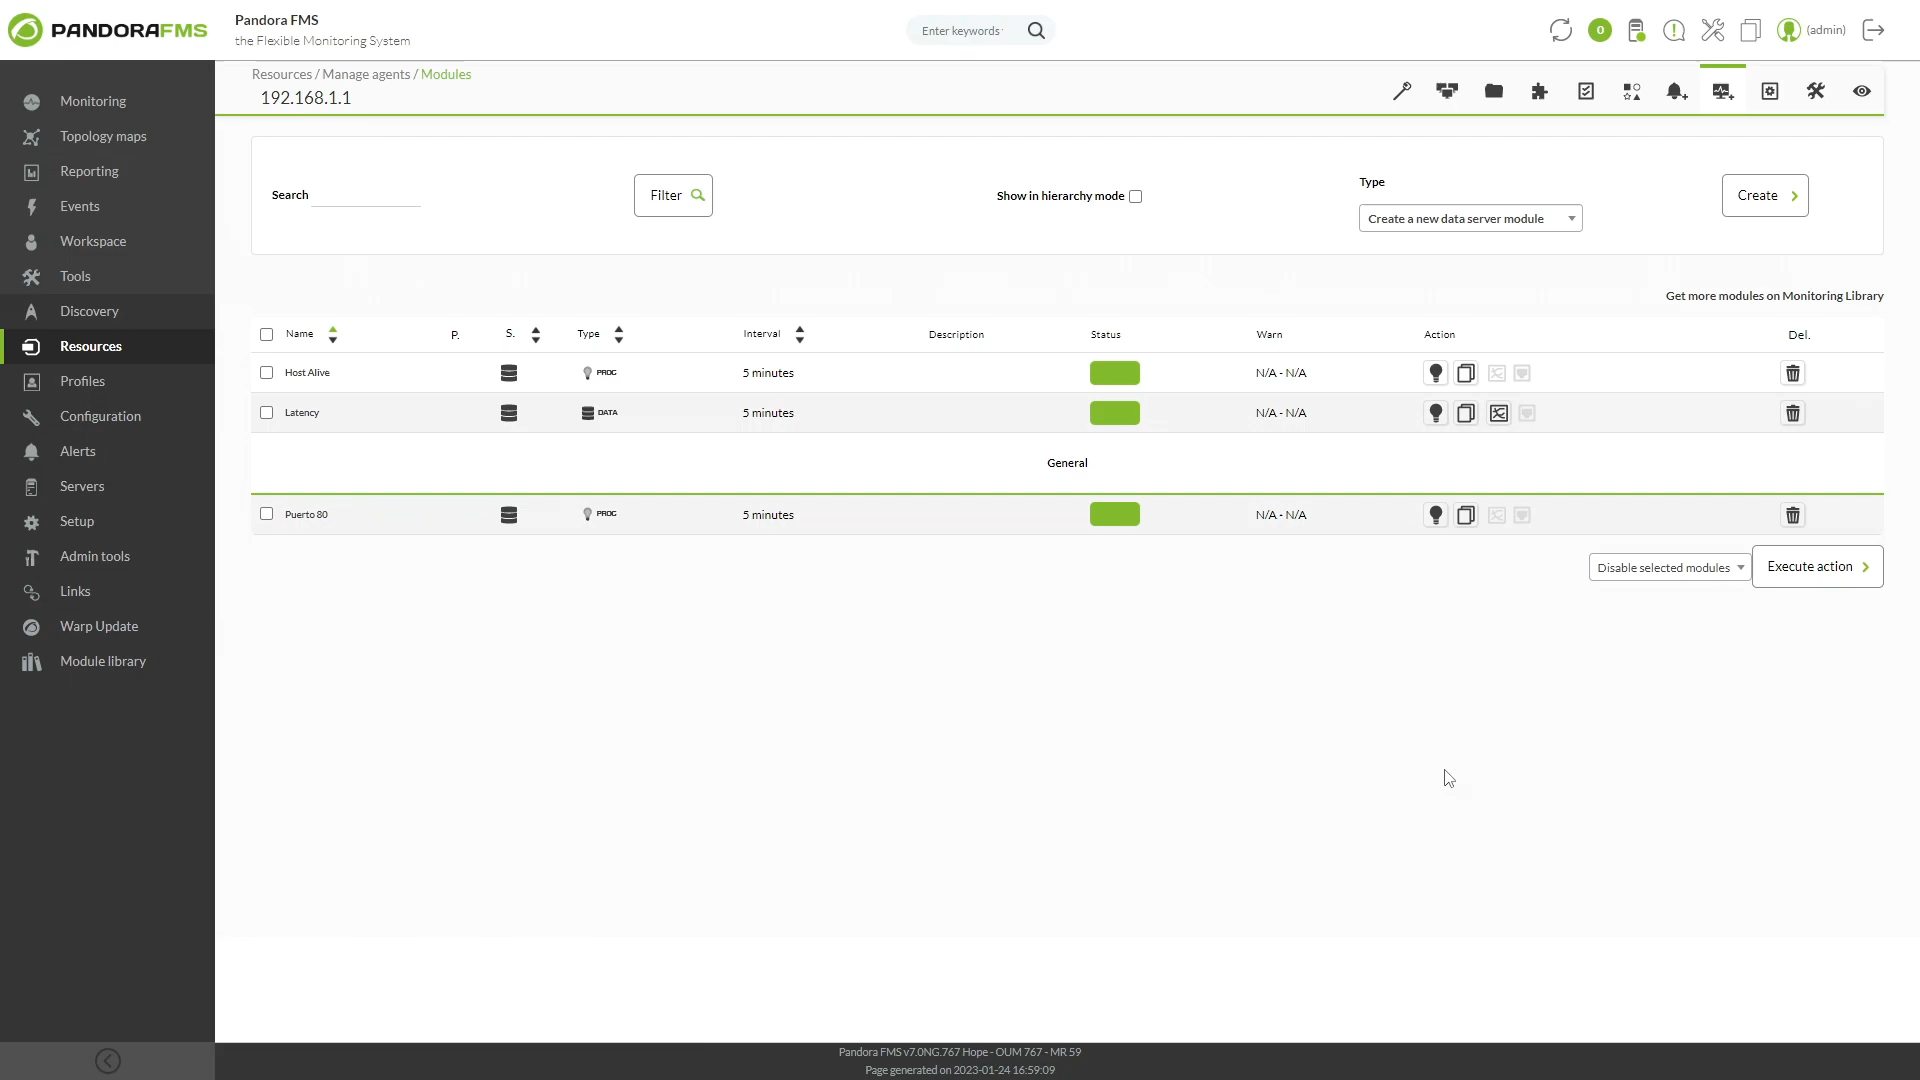 PANDORAFMS
Pandora FMS
the Flexible Monitoring System
Enter keywords
0
(admin)
Monitoring
Topology maps
Reporting
Events
Workspace
Tools
Discovery
Resources
Profiles
Configuration
Alerts
Servers
Setup
Admin tools
Links
Warp Update
Module library
Resources / Manage agents / Modules
192.168.1.1
Search
Filter
Show in hierarchy mode
Type
Create a new data server module
Create
Get more modules on Monitoring Library
Name P. S. Type Interval Description Status Warn Action Del.
Host Alive PROC 5 minutes N/A - N/A
Latency DATA 5 minutes N/A - N/A
General
Puerto 80 PROC 5 minutes N/A - N/A
Disable selected modules
Execute action
Pandora FMS v7.0NG.767 Hope - OUM 767 - MR 59
Page generated on 2023-01-24 16:59:09